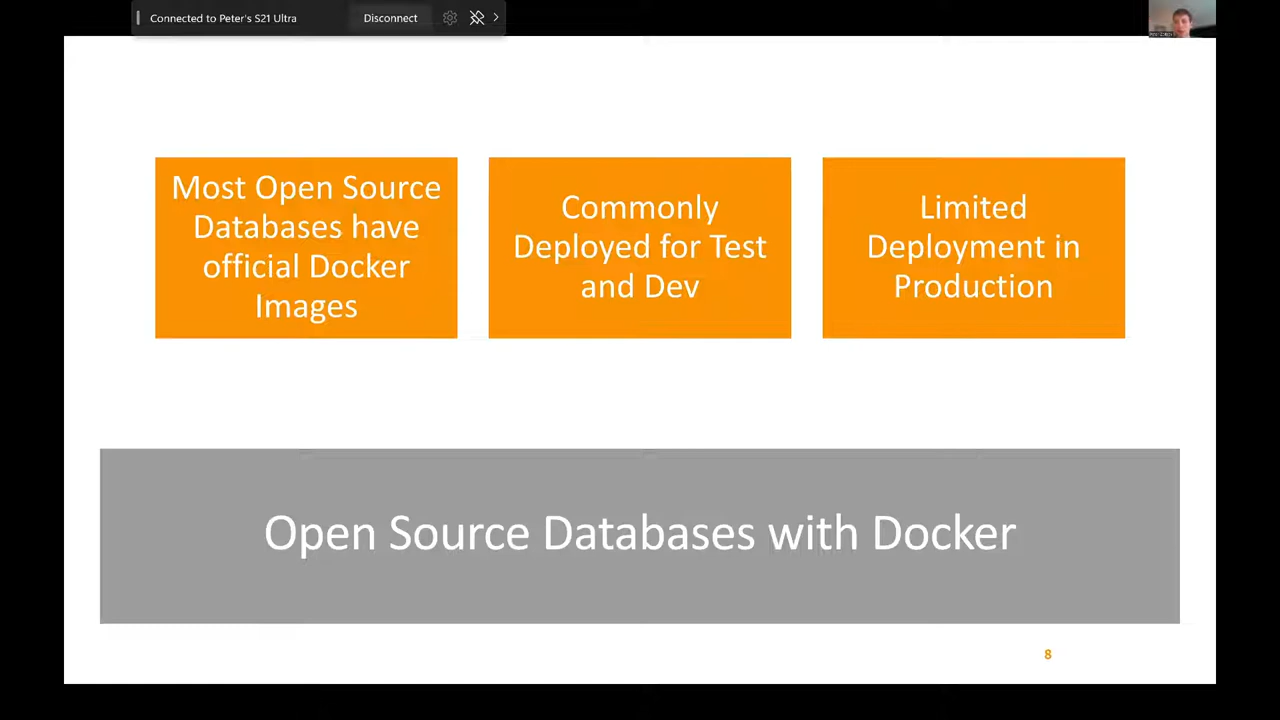 Connected to Peter's S21 Ultra
Disconnect
Most Open Source
Databases have
official Docker
Images
Commonly
Deployed for Test
and Dev
Limited
Deployment in
Production
Open Source Databases with Docker
8